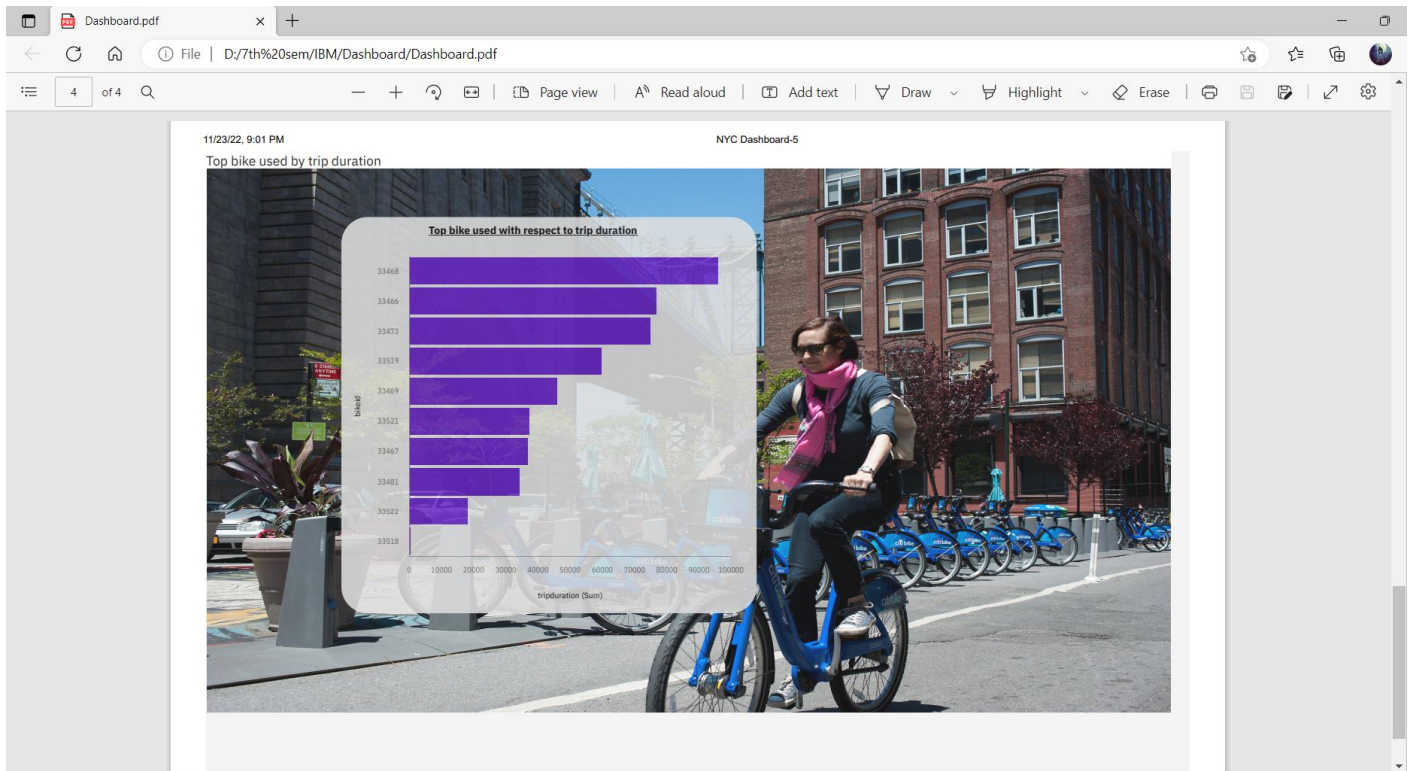 Dashboard.pdf
File | D:/7th%20sem/IBM/Dashboard/Dashboard.pdf
4 of 4 Page view Read aloud Add text Draw Highlight Erase
11/23/22, 9:01 PM NYC Dashboard-5
Top bike used by trip duration
Top bike used with respect to trip duration
33468
33466
33473
33519
33469
bikeid
33521
33467
33481
33522
33518
0 10000 20000 30000 40000 50000 60000 70000 80000 90000 100000
tripduration (Sum)
citi bike